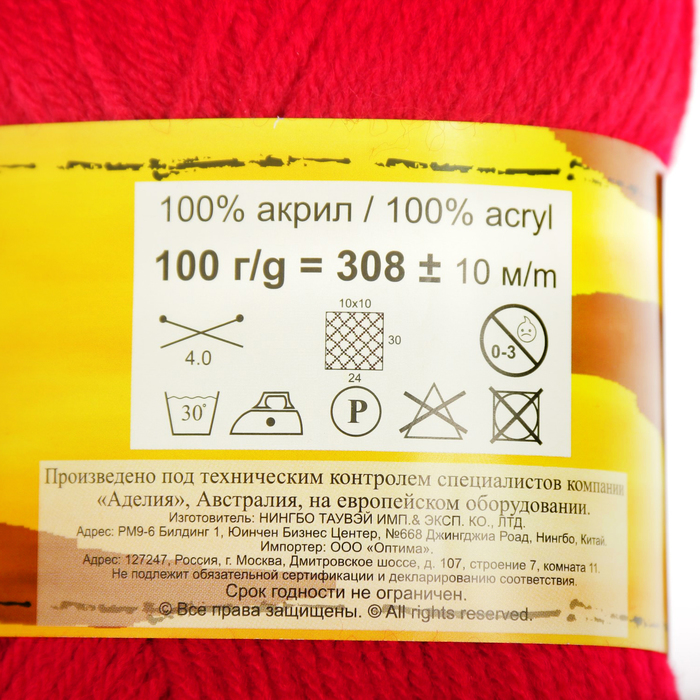 100% акрил / 100% acryl
100 г/g = 308 ± 10 м/m
10x10
4.0
30
24
0-3
30°
P
Произведено под техническим контролем специалистов компании
«Аделия», Австралия, на европейском оборудовании.
Изготовитель: НИНГБО ТАУВЭЙ ИМП.& ЭКСП. КО., ЛТД.
Адрес: РМ9-6 Билдинг 1, Юинчен Бизнес Центер, №668 Джингджиа Роад, Нингбо, Китай.
Импортер: ООО «Оптима».
Адрес: 127247, Россия, г. Москва, Дмитровское шоссе, д. 107, строение 7, комната 11.
Не подлежит обязательной сертификации и декларированию соответствия.
Срок годности не ограничен.
© Все права защищены. © All rights reserved.